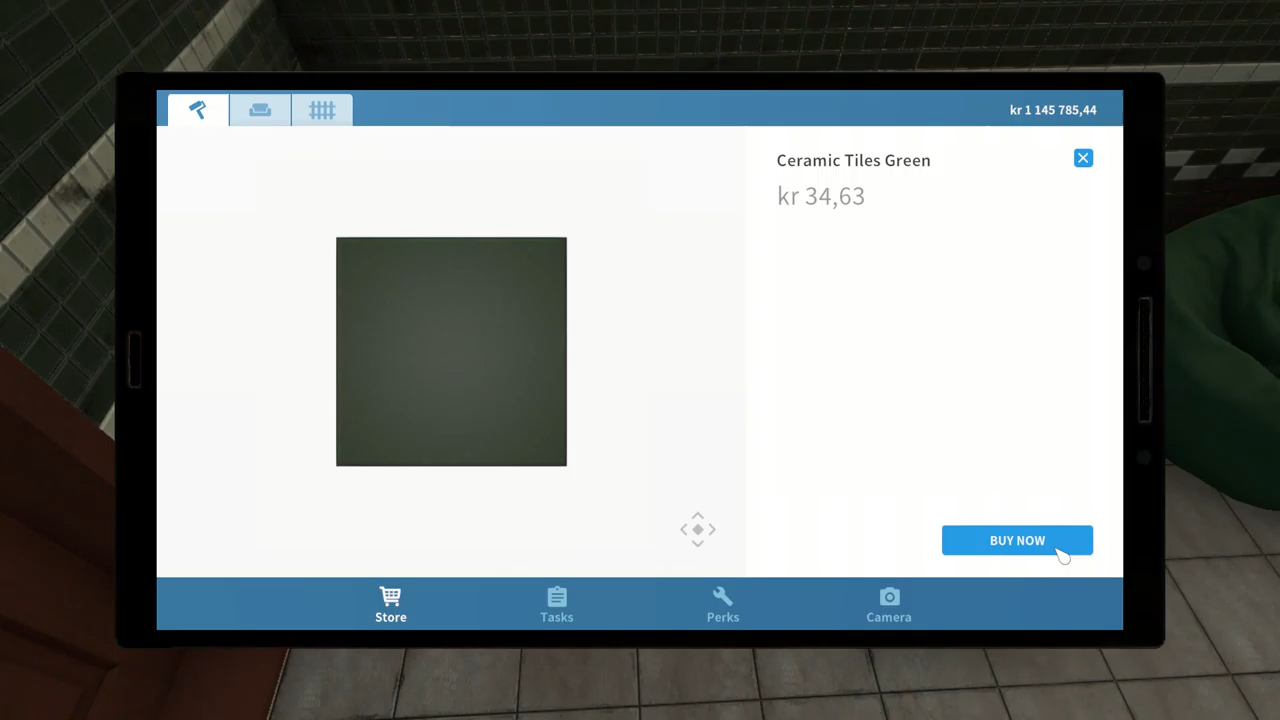 kr 1 145 785,44
Ceramic Tiles Green
kr 34,63
BUY NOW
Store
Tasks
Perks
Camera